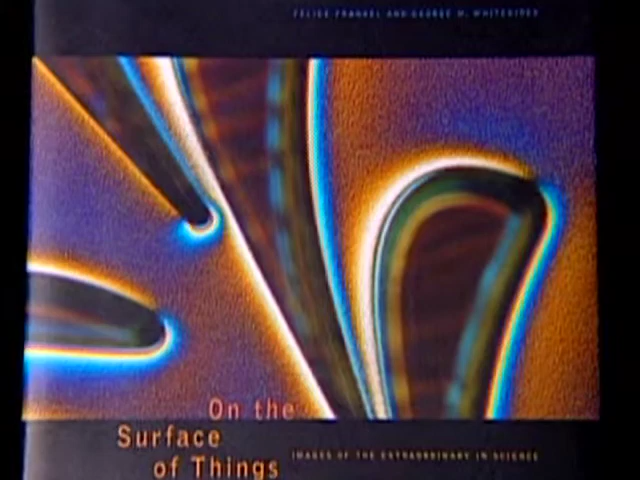 FELICE FRANKEL AND GEORGE M. WHITESIDES
On the
Surface
of Things
IMAGES OF THE EXTRAORDINARY IN SCIENCE